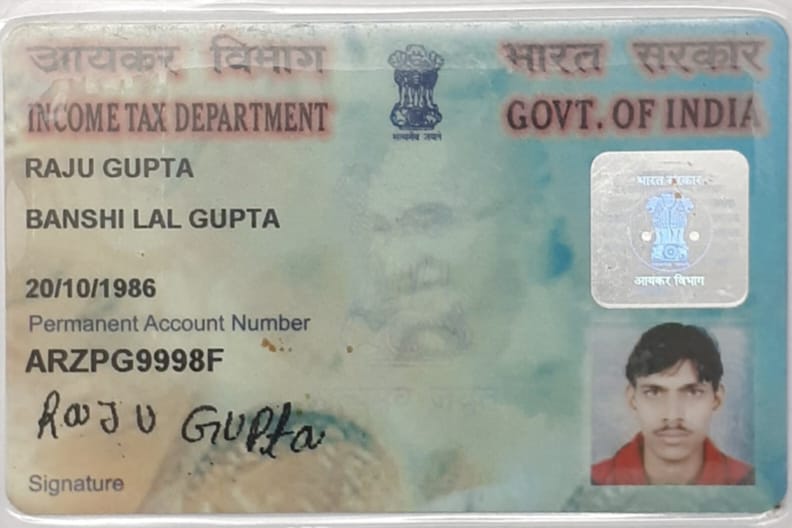 आयकर विभाग
भारत सरकार
INCOME TAX DEPARTMENT
GOVT. OF INDIA
सत्यमेव जयते
RAJU GUPTA
BANSHI LAL GUPTA
भारत सरकार
आयकर विभाग
20/10/1986
Permanent Account Number
ARZPG9998F
RaJU GUPta
Signature